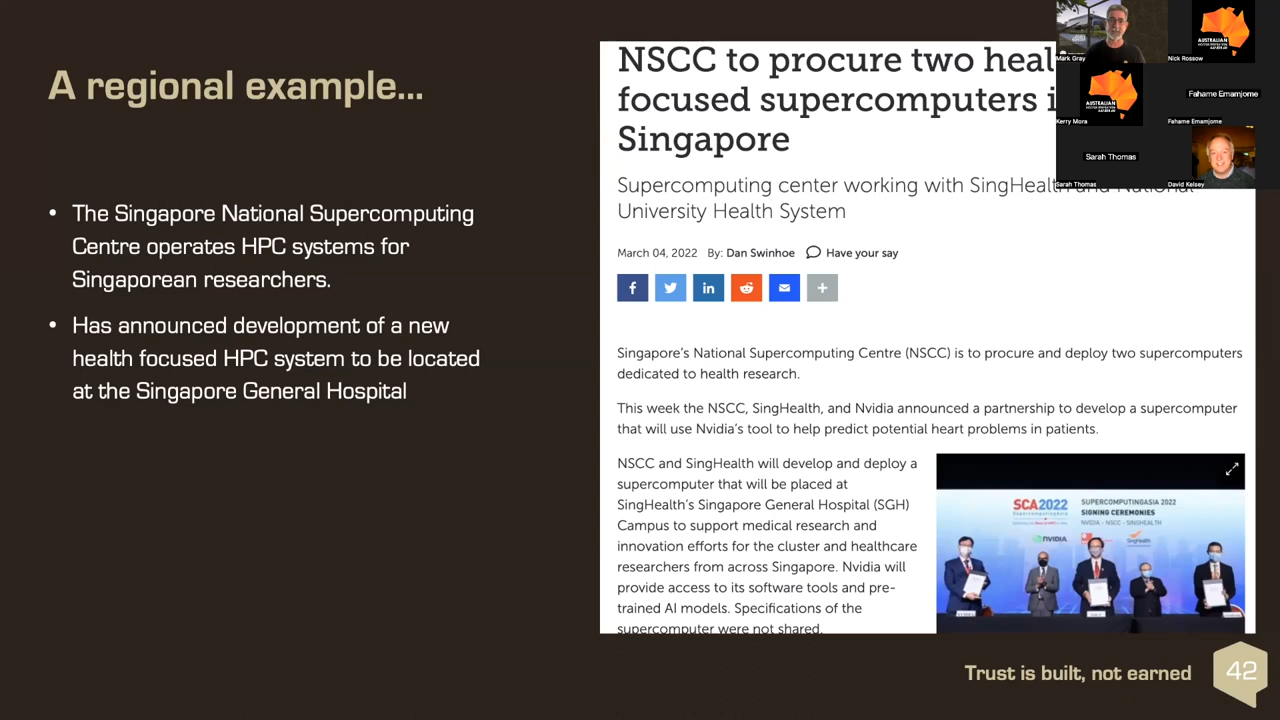 A regional example...
• The Singapore National Supercomputing
Centre operates HPC systems for
Singaporean researchers.
• Has announced development of a new
health focused HPC system to be located
at the Singapore General Hospital
NSCC to procure two heal
focused supercomputers i
Singapore
Supercomputing center working with SingHealth and National
University Health System
March 04, 2022 By: Dan Swinhoe Have your say
Singapore's National Supercomputing Centre (NSCC) is to procure and deploy two supercomputers
dedicated to health research.
This week the NSCC, SingHealth, and Nvidia announced a partnership to develop a supercomputer
that will use Nvidia's tool to help predict potential heart problems in patients.
NSCC and SingHealth will develop and deploy a
supercomputer that will be placed at
SingHealth's Singapore General Hospital (SGH)
Campus to support medical research and
innovation efforts for the cluster and healthcare
researchers from across Singapore. Nvidia will
provide access to its software tools and pre-
trained AI models. Specifications of the
supercomputer were not shared.
SCA2022
SupercomputingAsia
SUPERCOMPUTINGASIA 2022
SIGNING CEREMONIES
NVIDIA - NSCC - SINGHEALTH
NVIDIA
SingHealth
Mark Gray
AUSTRALIAN
Nick Rossow
AUSTRALIAN
Kerry Mora
Fahame Emamjome
Fahame Emamjome
Sarah Thomas
Sarah Thomas
David Kelsey
Trust is built, not earned
42